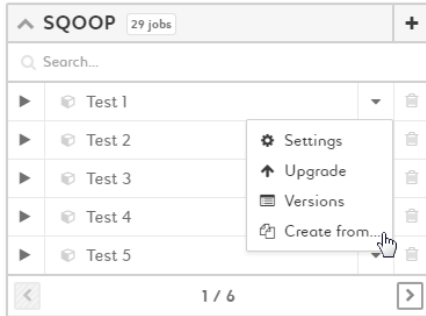 SQOOP 29 jobs +
Search...
Test 1
Test 2
Settings
Upgrade
Test 3
Versions
Test 4
Create from...
Test 5
< 1 / 6 >